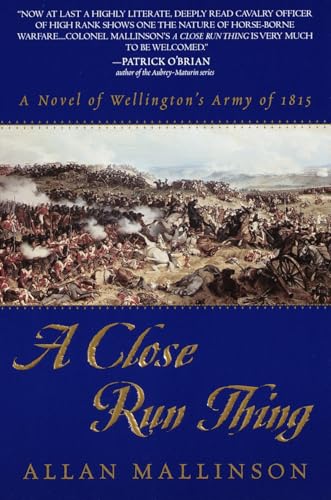 "NOW AT LAST A HIGHLY LITERATE, DEEPLY READ CAVALRY OFFICER
OF HIGH RANK SHOWS ONE THE NATURE OF HORSE-BORNE
WARFARE....COLONEL MALLINSON'S A CLOSE RUN THING IS VERY MUCH
TO BE WELCOMED."
—PATRICK O'BRIAN
author of the Aubrey-Maturin series
A Novel of Wellington's Army of 1815
A Close
Run Thing
ALLAN MALLINSON